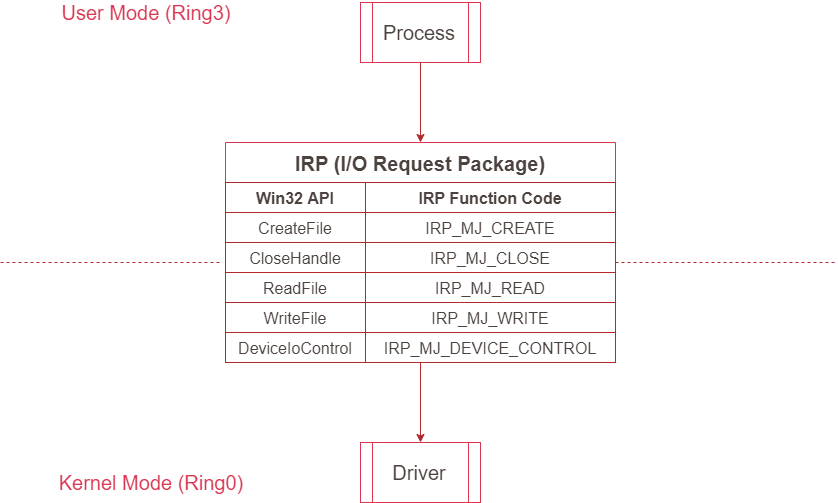 User Mode (Ring3)
Process
IRP (I/O Request Package)
Win32 API IRP Function Code
CreateFile IRP_MJ_CREATE
CloseHandle IRP_MJ_CLOSE
ReadFile IRP_MJ_READ
WriteFile IRP_MJ_WRITE
DeviceIoControl IRP_MJ_DEVICE_CONTROL
Driver
Kernel Mode (Ring0)